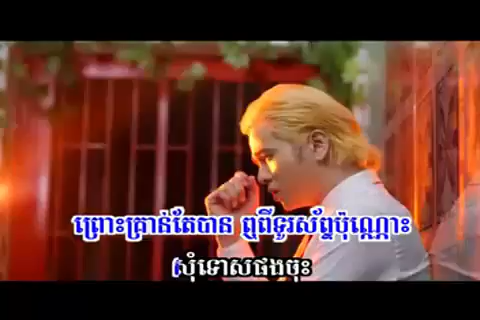 ព្រោះគ្រាន់តែបាន ឮពីទូរស័ព្ទប៉ុណ្ណោះ
សុំទោសផងចុះ